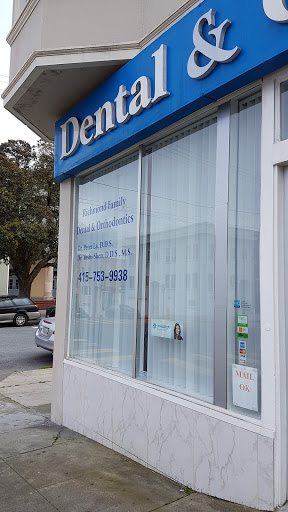 Dental &
Richmond Family
Dental & Orthodontics
D.D.S.
D.D.S., M.S.
415-753-9938
MAIL
OK